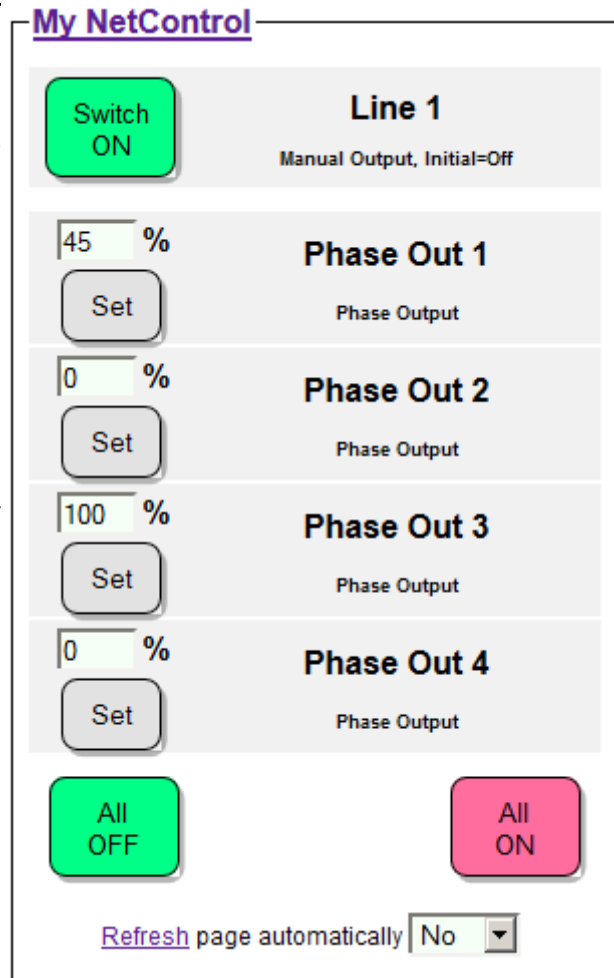 My NetControl
Switch
ON
Line 1
Manual Output, Initial=Off
45 %
Phase Out 1
Set
Phase Output
0 %
Phase Out 2
Set
Phase Output
100 %
Phase Out 3
Set
Phase Output
0 %
Phase Out 4
Set
Phase Output
All
OFF
All
ON
Refresh page automatically No